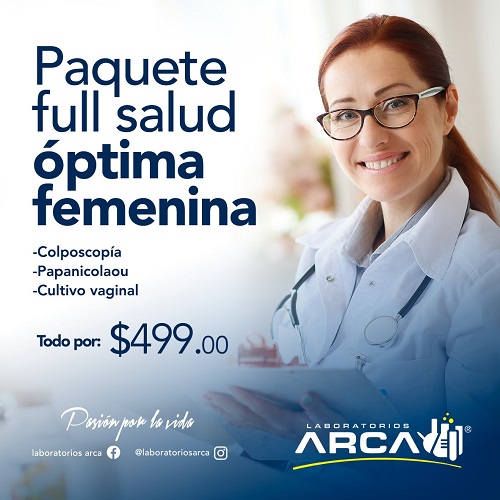 Paquete
full salud
óptima
femenina
-Colposcopía
-Papanicolaou
-Cultivo vaginal
Todo por: $499.00
Pasión por la vida
laboratorios arca @laboratoriosarca
LABORATORIOS
ARCA®